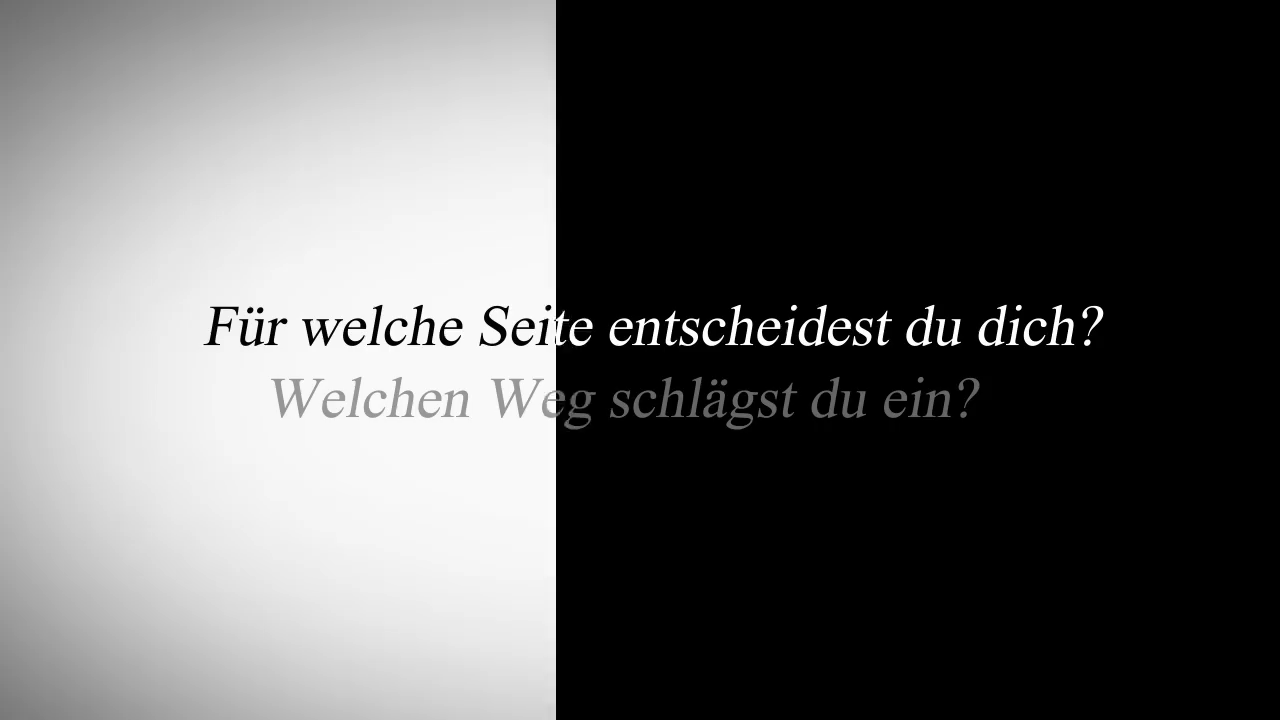 Für welche Seite entscheidest du dich?
Welchen Weg schlägst du ein?